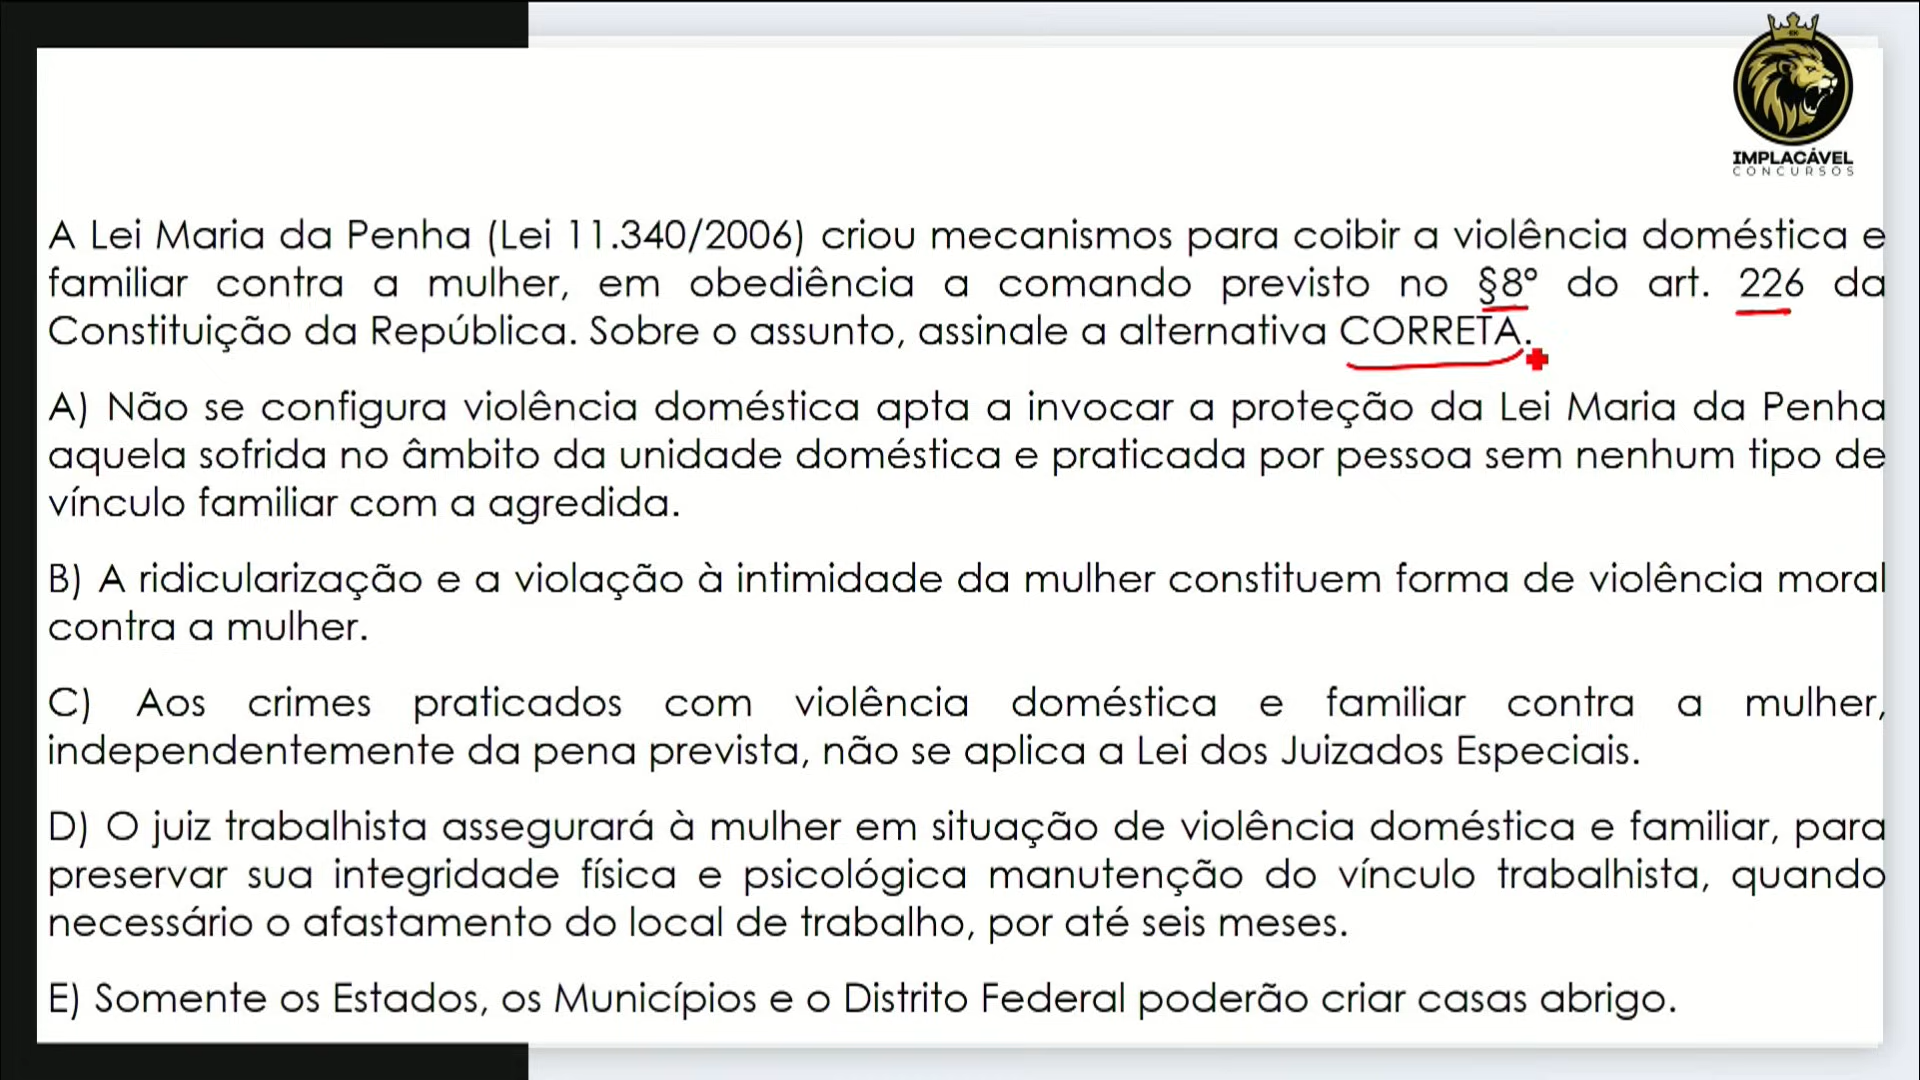 IMPLACÁVEL
CONCURSOS
A Lei Maria da Penha (Lei 11.340/2006) criou mecanismos para coibir a violência doméstica e
familiar contra a mulher, em obediência a comando previsto no §8º do art. 226 da
Constituição da República. Sobre o assunto, assinale a alternativa CORRETA.
A) Não se configura violência doméstica apta a invocar a proteção da Lei Maria da Penha
aquela sofrida no âmbito da unidade doméstica e praticada por pessoa sem nenhum tipo de
vínculo familiar com a agredida.
B) A ridicularização e a violação à intimidade da mulher constituem forma de violência moral
contra a mulher.
C) Aos crimes praticados com violência doméstica e familiar contra a mulher,
independentemente da pena prevista, não se aplica a Lei dos Juizados Especiais.
D) O juiz trabalhista assegurará à mulher em situação de violência doméstica e familiar, para
preservar sua integridade física e psicológica manutenção do vínculo trabalhista, quando
necessário o afastamento do local de trabalho, por até seis meses.
E) Somente os Estados, os Municípios e o Distrito Federal poderão criar casas abrigo.